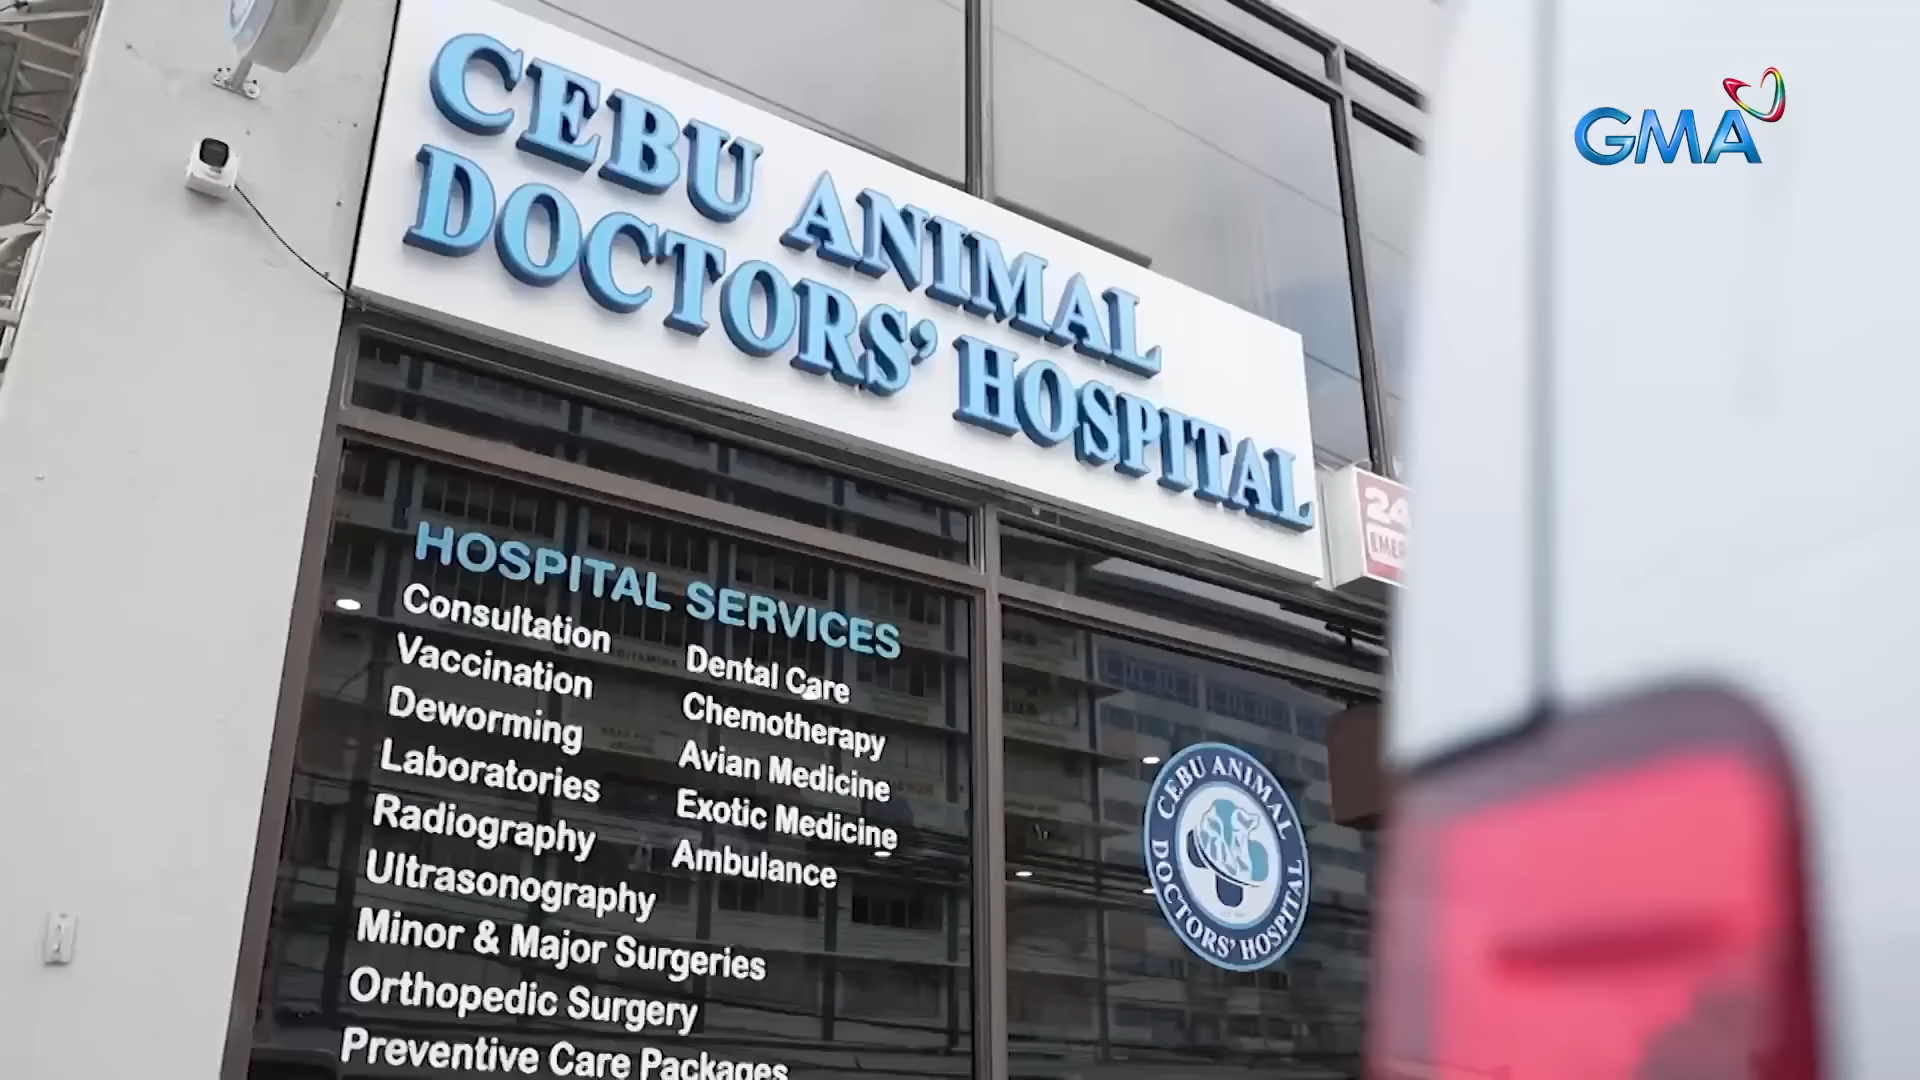 GMA
CEBU ANIMAL
DOCTORS' HOSPITAL
24
HOSPITAL SERVICES
Consultation
Vaccination
Deworming
Laboratories
Radiography
Ultrasonography
Minor & Major Surgeries
Orthopedic Surgery
Preventive Care Packages
Dental Care
Chemotherapy
Avian Medicine
Exotic Medicine
Ambulance
CEBU ANIMAL
DOCTORS' HOSPITAL